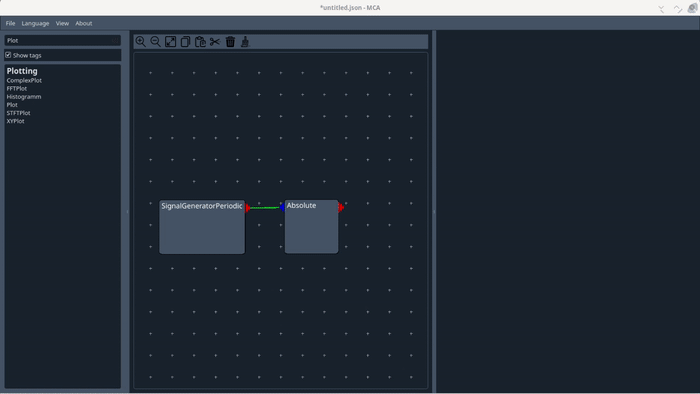 *untitled.json - MCA
File Language View About
Plot
Show tags
Plotting
ComplexPlot
FFTPlot
Histogramm
Plot
STFTPlot
XYPlot
SignalGeneratorPeriodic
Absolute